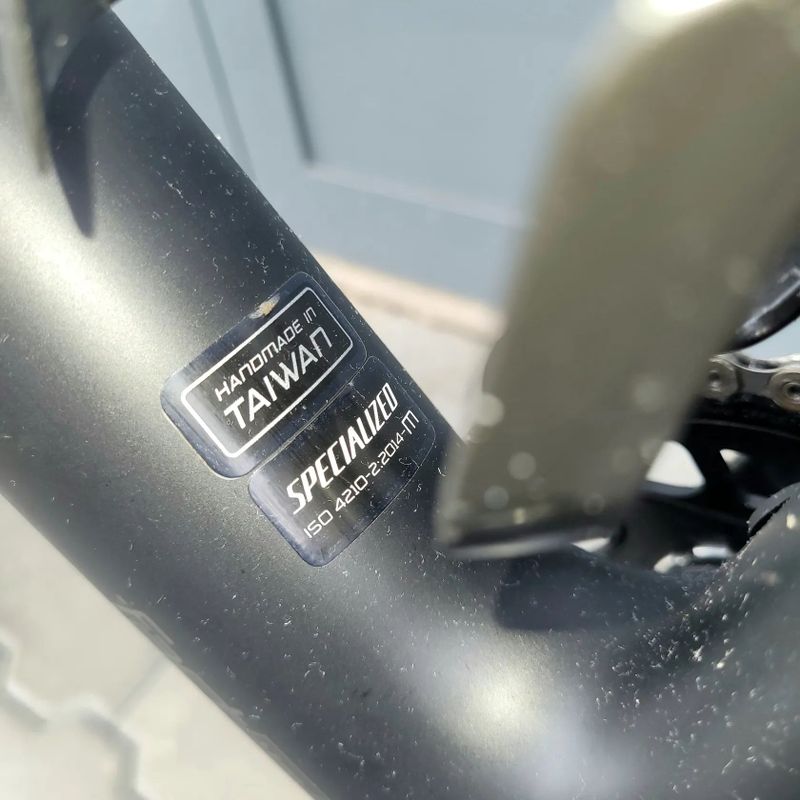 HANDMADE IN
TAIWAN
SPECIALIZED
ISO 4210-2:2014-M